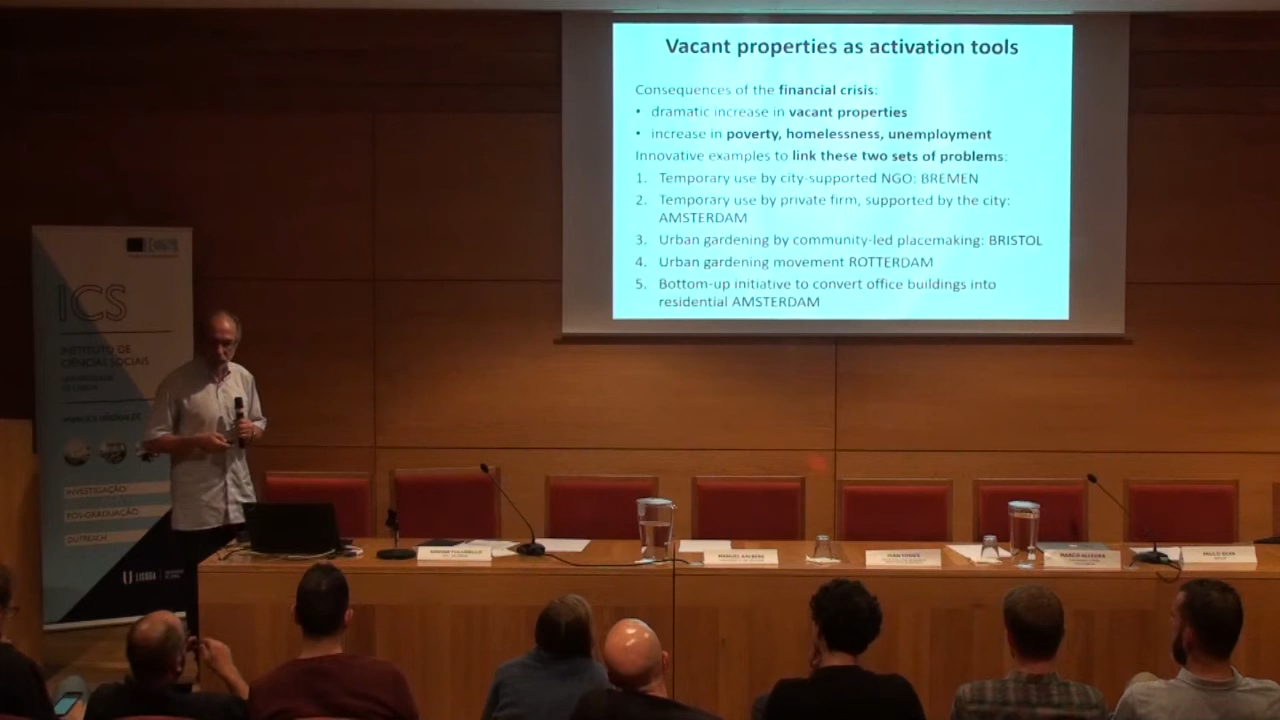 Vacant properties as activation tools
Consequences of the financial crisis:
• dramatic increase in vacant properties
• increase in poverty, homelessness, unemployment
Innovative examples to link these two sets of problems:
1. Temporary use by city-supported NGO: BREMEN
2. Temporary use by private firm, supported by the city:
AMSTERDAM
3. Urban gardening by community-led placemaking: BRISTOL
4. Urban gardening movement ROTTERDAM
5. Bottom-up initiative to convert office buildings into
residential AMSTERDAM
ICS
INSTITUTO DE
CIÊNCIAS SOCIAIS
INVESTIGAÇÃO
PÓS-GRADUAÇÃO
OUTREACH
LISBOA